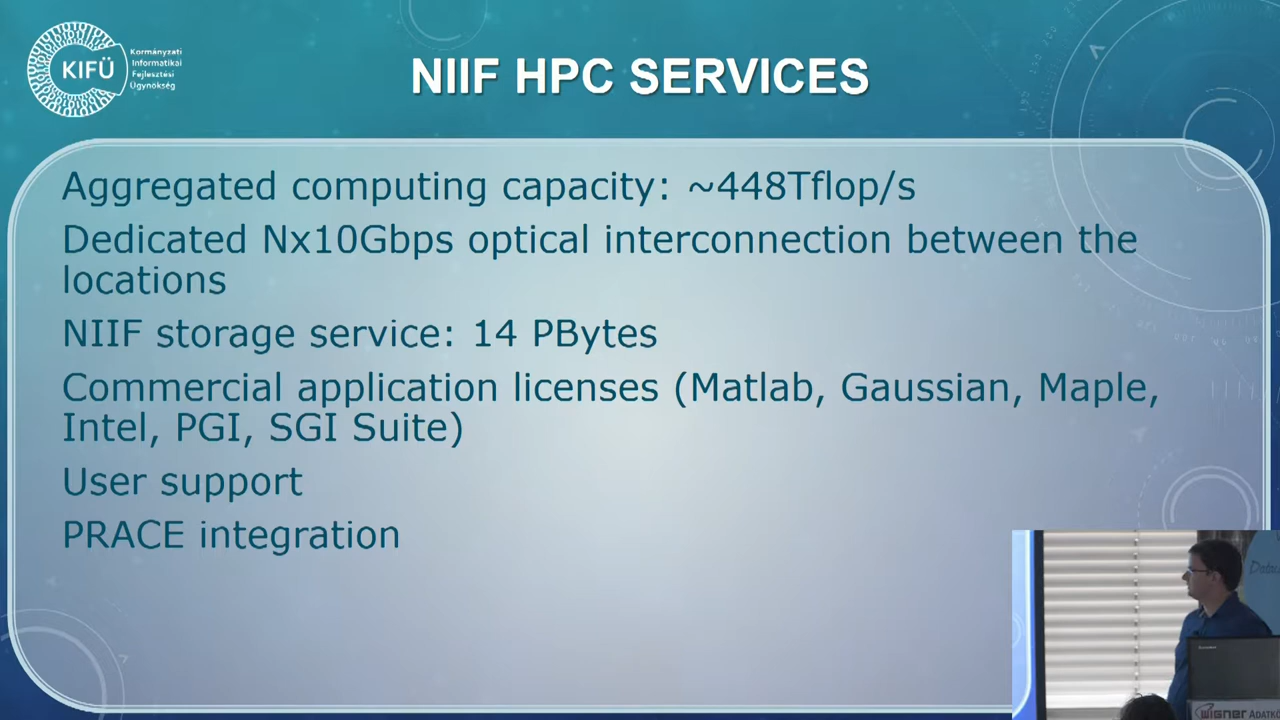 KIFÜ
Kormányzati
Informatikai
Fejlesztési
Ügynökség
NIIF HPC SERVICES
Aggregated computing capacity: ~448Tflop/s
Dedicated Nx10Gbps optical interconnection between the
locations
NIIF storage service: 14 PBytes
Commercial application licenses (Matlab, Gaussian, Maple,
Intel, PGI, SGI Suite)
User support
PRACE integration
wigner